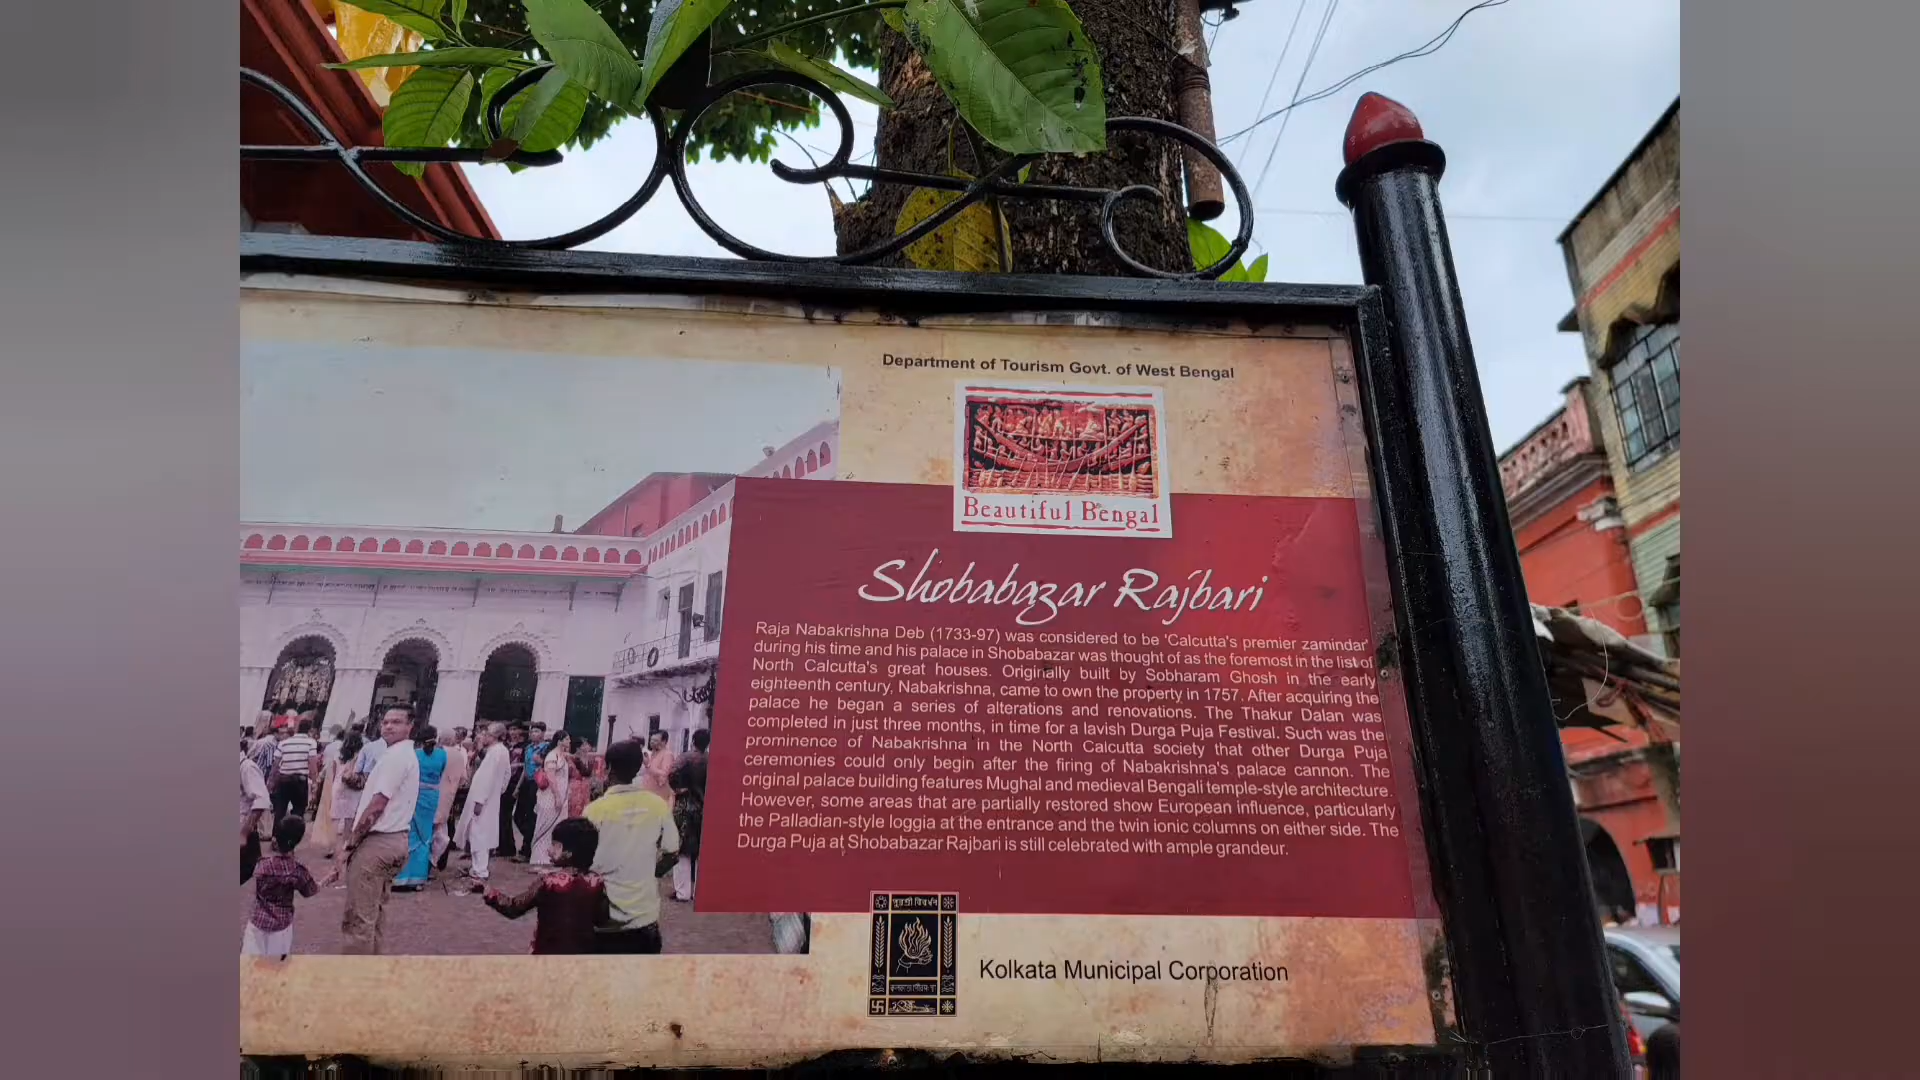 Department of Tourism Govt. of West Bengal
Beautiful Bengal
Shobabazar Rajbari
Raja Nabakrishna Deb (1733-97) was considered to be 'Calcutta's premier zamindar'
during his time and his palace in Shobabazar was thought of as the foremost in the list of
North Calcutta's great houses. Originally built by Sobharam Ghosh in the early
eighteenth century, Nabakrishna, came to own the property in 1757. After acquiring the
palace he began a series of alterations and renovations. The Thakur Dalan was
completed in just three months, in time for a lavish Durga Puja Festival. Such was the
prominence of Nabakrishna in the North Calcutta society that other Durga Puja
ceremonies could only begin after the firing of Nabakrishna's palace cannon. The
original palace building features Mughal and medieval Bengali temple-style architecture.
However, some areas that are partially restored show European influence, particularly
the Palladian-style loggia at the entrance and the twin ionic columns on either side. The
Durga Puja at Shobabazar Rajbari is still celebrated with ample grandeur.
পুরশ্রী বিবর্ধন
Kolkata Municipal Corporation